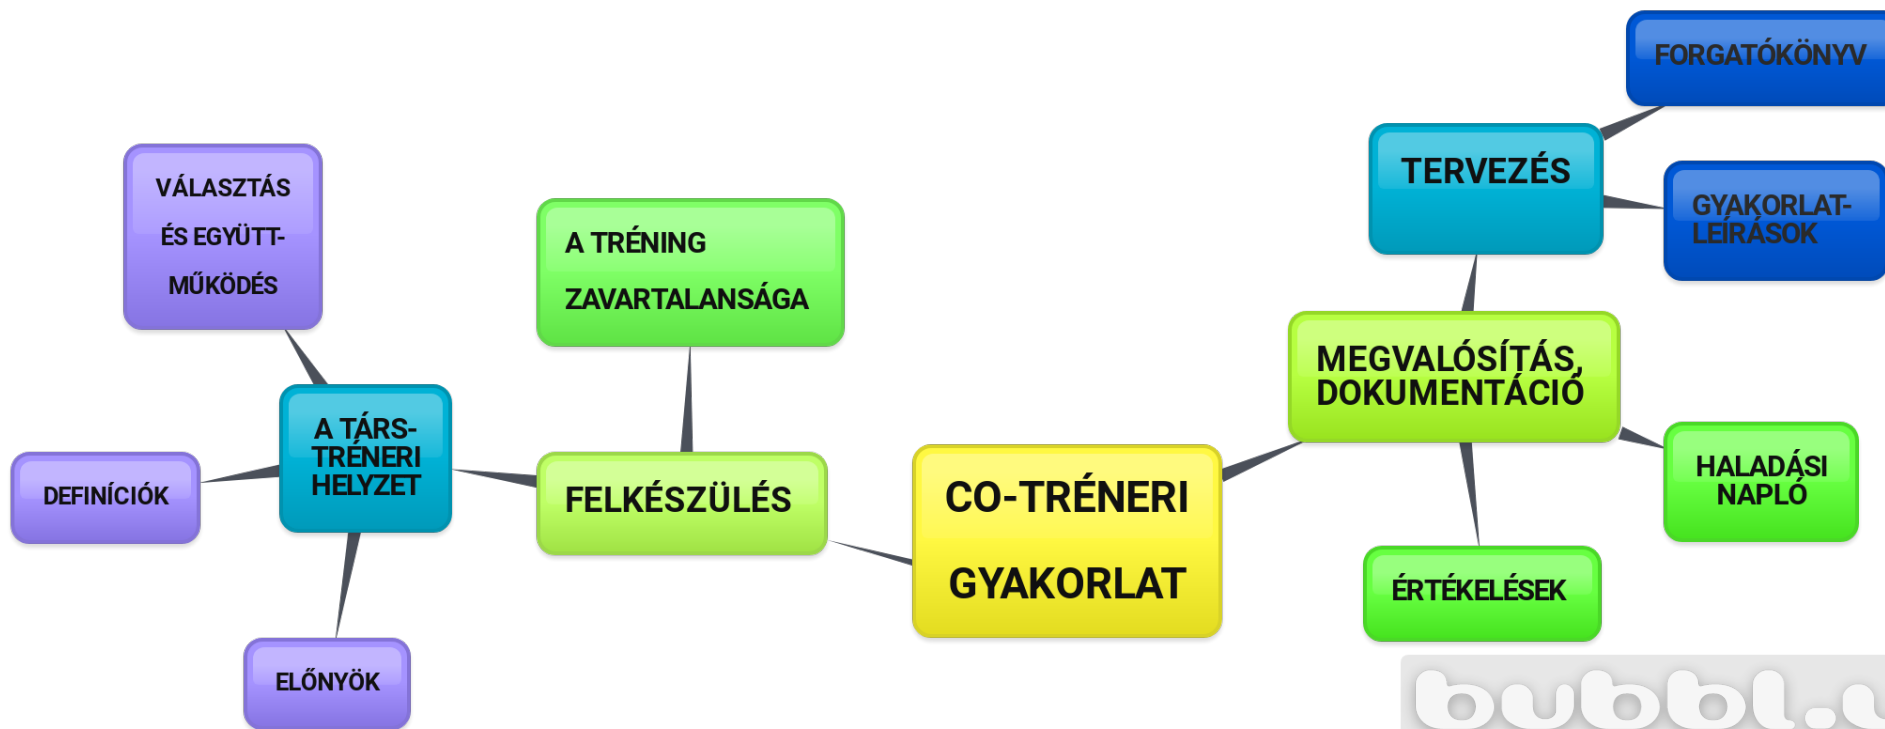 FORGATÓKÖNYV
TERVEZÉS
GYAKORLAT-
LEÍRÁSOK
VÁLASZTÁS
ÉS EGYÜTT-
MŰKÖDÉS
A TRÉNING
ZAVARTALANSÁGA
MEGVALÓSÍTÁS,
DOKUMENTÁCIÓ
A TÁRS-
TRÉNERI
HELYZET
DEFINÍCIÓK
FELKÉSZÜLÉS
CO-TRÉNERI
GYAKORLAT
HALADÁSI
NAPLÓ
ÉRTÉKELÉSEK
ELŐNYÖK
bubbl.u